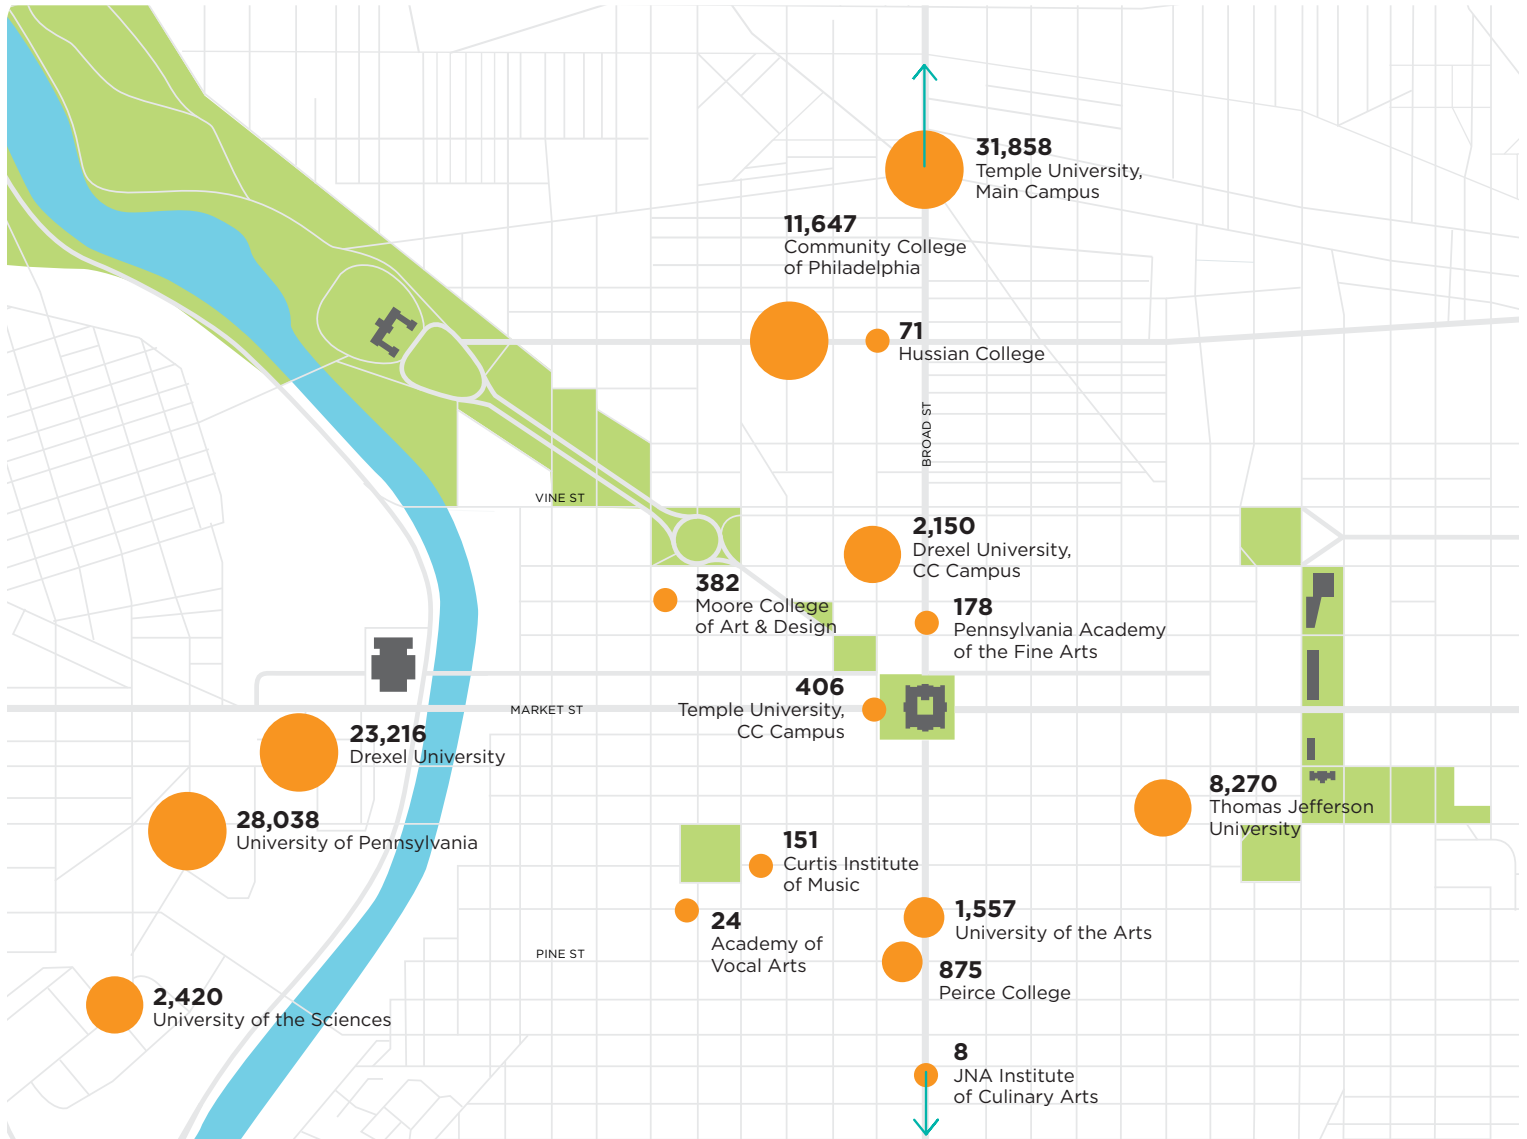 31,858
Temple University,
Main Campus
11,647
Community College
of Philadelphia
71
Hussian College
BROAD ST
VINE ST
2,150
Drexel University,
CC Campus
382
Moore College
of Art & Design
178
Pennsylvania Academy
of the Fine Arts
406
Temple University,
CC Campus
MARKET ST
23,216
Drexel University
8,270
Thomas Jefferson
University
28,038
University of Pennsylvania
151
Curtis Institute
of Music
24
Academy of
Vocal Arts
1,557
University of the Arts
PINE ST
875
Peirce College
2,420
University of the Sciences
8
JNA Institute
of Culinary Arts